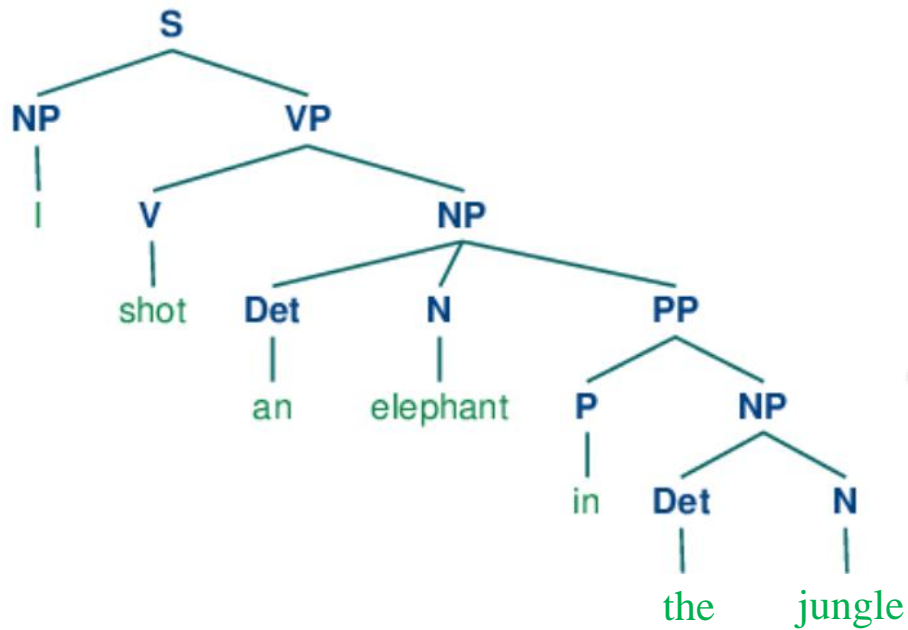 S
NP VP
I V NP
shot Det N PP
an elephant P NP
in Det N
the jungle